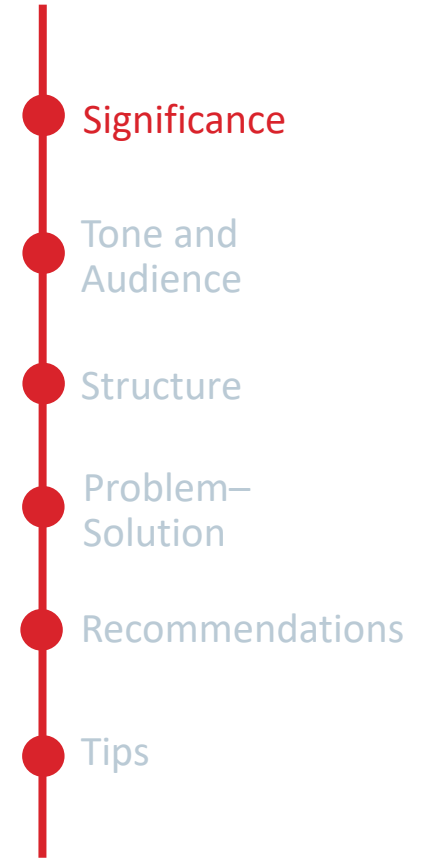 Significance
Tone and
Audience
Structure
Problem–
Solution
Recommendations
Tips